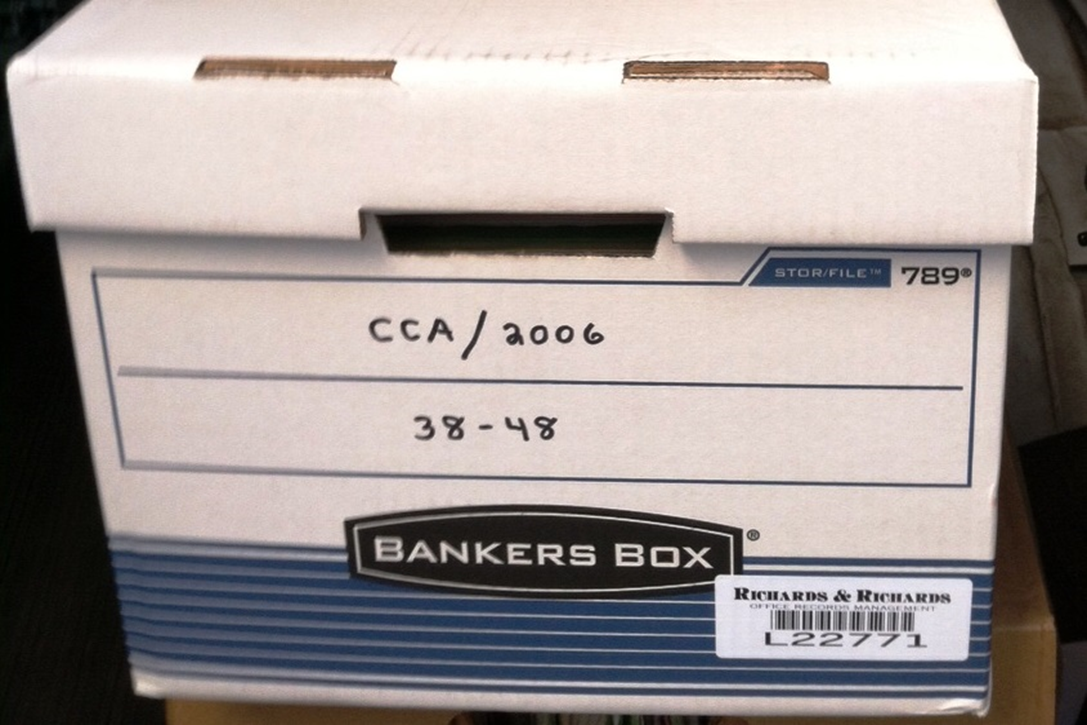 STOR/FILE™ 789®
CCA/2006
38-48
BANKERS BOX®
RICHARDS & RICHARDS
OFFICE RECORDS MANAGEMENT
L22771